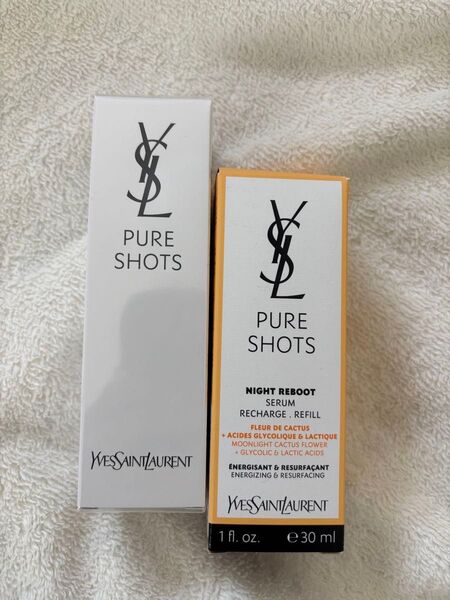 YSL
PURE
SHOTS
YVESSAINTLAURENT
YSL
PURE
SHOTS
NIGHT REBOOT
SERUM
RECHARGE . REFILL
FLEUR DE CACTUS
+ ACIDES GLYCOLIQUE & LACTIQUE
MOONLIGHT CACTUS FLOWER
+ GLYCOLIC & LACTIC ACIDS
ÉNERGISANT & RESURFAÇANT
ENERGIZING & RESURFACING
YVESSAINTLAURENT
1 fl. oz. ℮ 30 ml